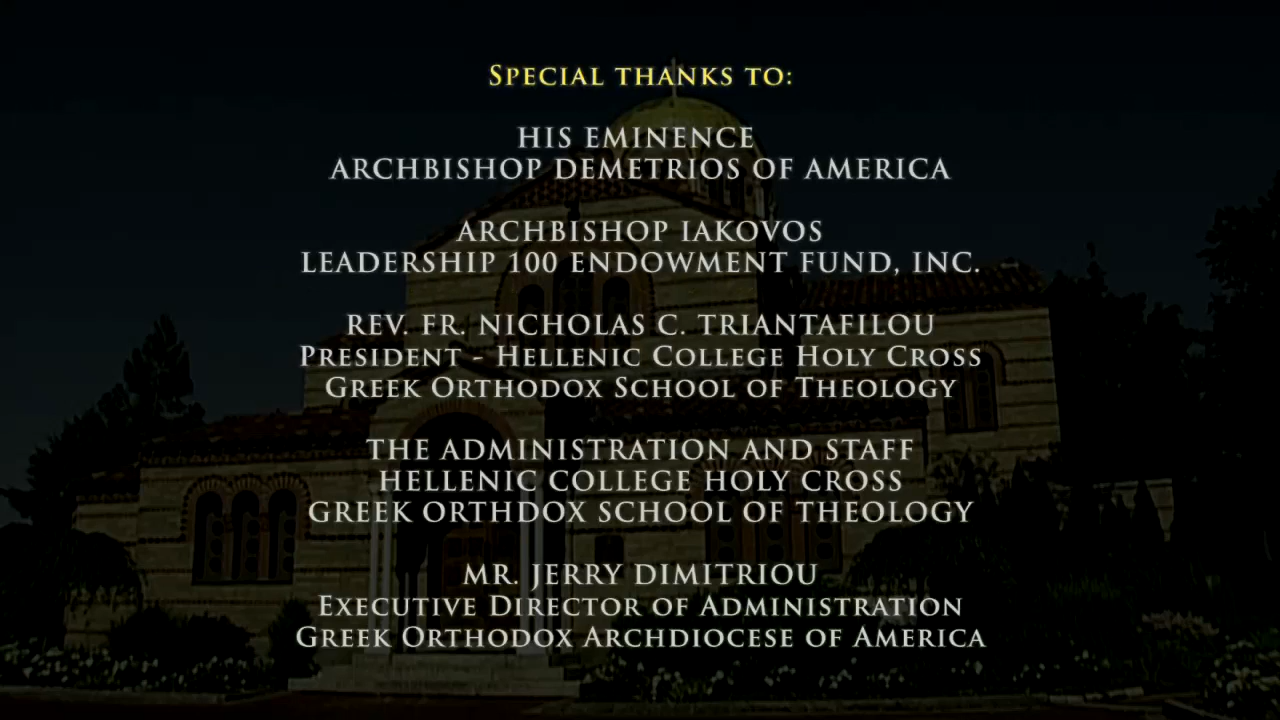 SPECIAL THANKS TO:
HIS EMINENCE
ARCHBISHOP DEMETRIOS OF AMERICA
ARCHBISHOP IAKOVOS
LEADERSHIP 100 ENDOWMENT FUND, INC.
REV. FR. NICHOLAS C. TRIANTAFILOU
PRESIDENT - HELLENIC COLLEGE HOLY CROSS
GREEK ORTHODOX SCHOOL OF THEOLOGY
THE ADMINISTRATION AND STAFF
HELLENIC COLLEGE HOLY CROSS
GREEK ORTHDOX SCHOOL OF THEOLOGY
MR. JERRY DIMITRIOU
EXECUTIVE DIRECTOR OF ADMINISTRATION
GREEK ORTHODOX ARCHDIOCESE OF AMERICA